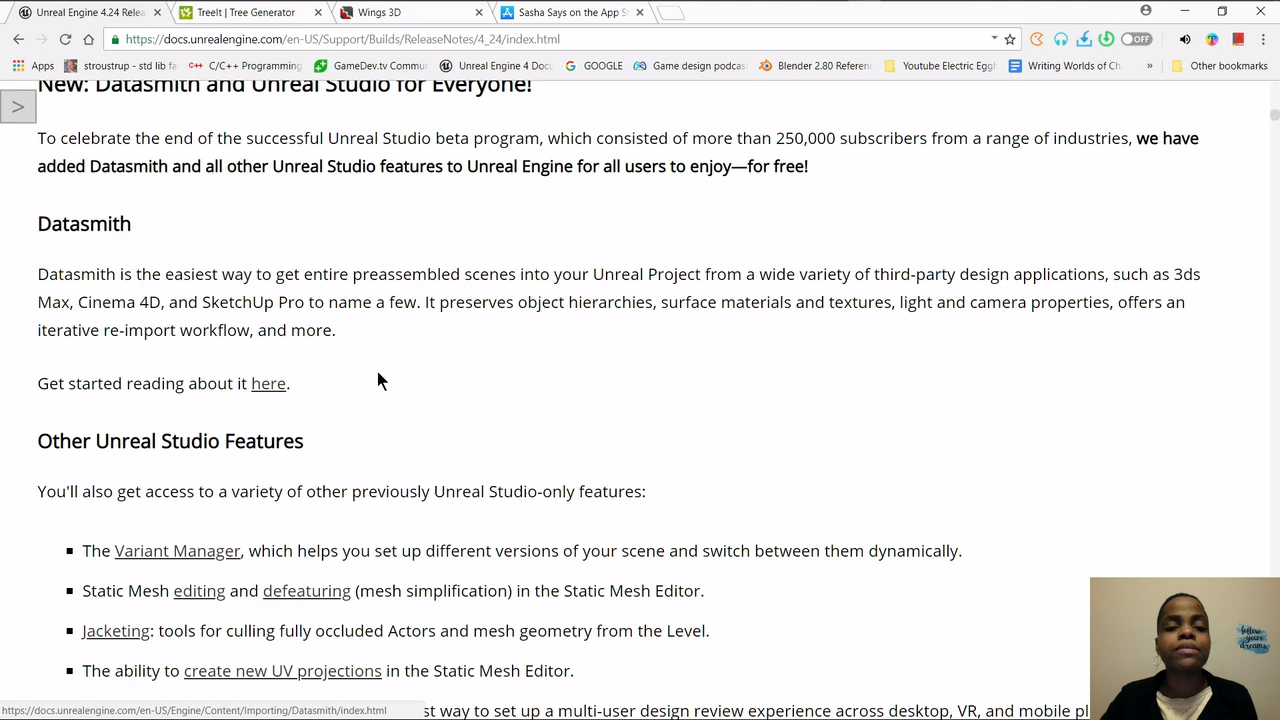 Unreal Engine 4.24 Relea
TreeIt | Tree Generator
Wings 3D
Sasha Says on the App S
https://docs.unrealengine.com/en-US/Support/Builds/ReleaseNotes/4_24/index.html
OFF
Apps
stroustrup - std lib fa
C/C++ Programming
GameDev.tv Commu
Unreal Engine 4 Docu
GOOGLE
Game design podcas
Blender 2.80 Referen
Youtube Electric Eggh
Writing Worlds of Ch
»
Other bookmarks
>
New: Datasmith and Unreal Studio for Everyone!
To celebrate the end of the successful Unreal Studio beta program, which consisted of more than 250,000 subscribers from a range of industries, we have
added Datasmith and all other Unreal Studio features to Unreal Engine for all users to enjoy—for free!
Datasmith
Datasmith is the easiest way to get entire preassembled scenes into your Unreal Project from a wide variety of third-party design applications, such as 3ds
Max, Cinema 4D, and SketchUp Pro to name a few. It preserves object hierarchies, surface materials and textures, light and camera properties, offers an
iterative re-import workflow, and more.
Get started reading about it here.
Other Unreal Studio Features
You'll also get access to a variety of other previously Unreal Studio-only features:
The Variant Manager, which helps you set up different versions of your scene and switch between them dynamically.
Static Mesh editing and defeaturing (mesh simplification) in the Static Mesh Editor.
Jacketing: tools for culling fully occluded Actors and mesh geometry from the Level.
The ability to create new UV projections in the Static Mesh Editor.
follow
your
dreams
https://docs.unrealengine.com/en-US/Engine/Content/Importing/Datasmith/index.html
st way to set up a multi-user design review experience across desktop, VR, and mobile pl